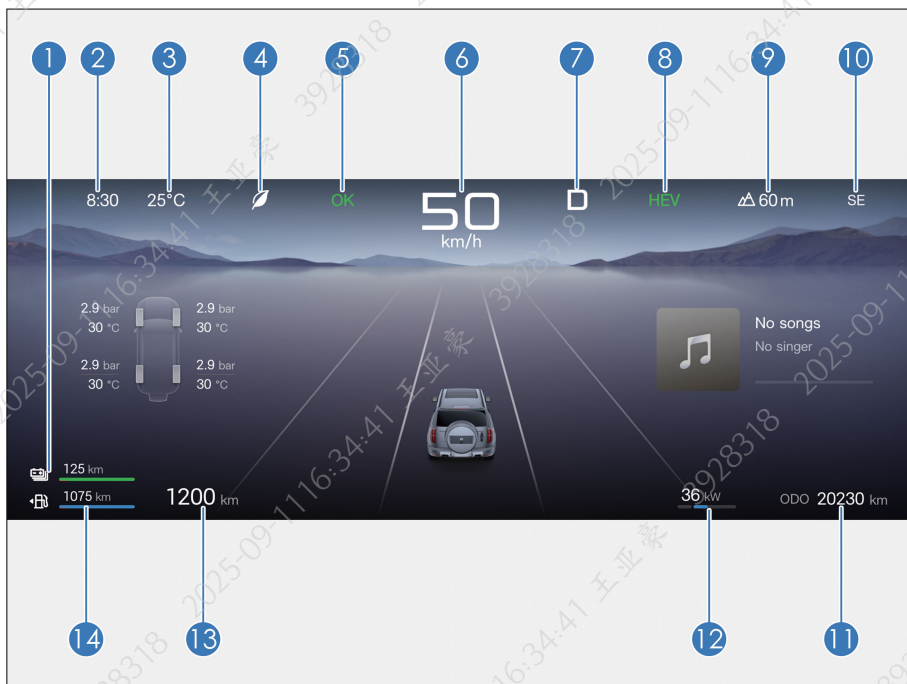 1 2 3 4 5 6 7 8 9 10
8:30 25°C OK 50 D HEV 60 m SE
km/h
2.9 bar 2.9 bar
30 °C 30 °C
2.9 bar 2.9 bar
30 °C 30 °C
No songs
No singer
125 km
1075 km 1200 km 36 kW ODO 20230 km
14 13 12 11
2025-09-1116:34:41 王亚豪 3928318